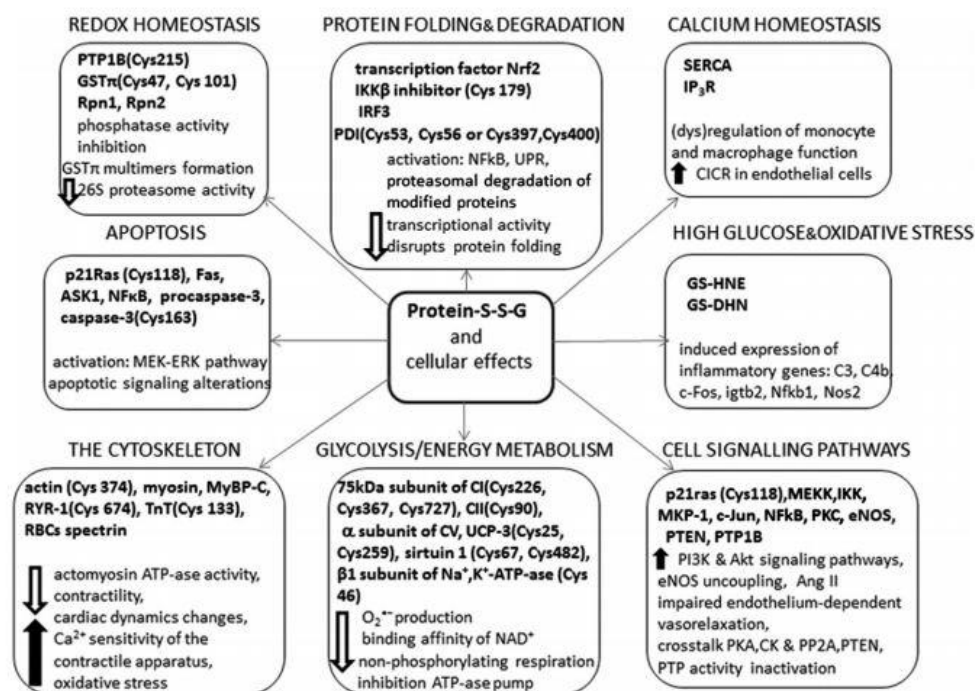 REDOX HOMEOSTASIS
PTP1B(Cys215)
GSTπ(Cys47, Cys 101)
Rpn1, Rpn2
phosphatase activity
inhibition
GSTπ multimers formation
26S proteasome activity
PROTEIN FOLDING& DEGRADATION
transcription factor Nrf2
IKKβ inhibitor (Cys 179)
IRF3
PDI(Cys53, Cys56 or Cys397,Cys400)
activation: NFkB, UPR,
proteasomal degradation of
modified proteins
transcriptional activity
disrupts protein folding
CALCIUM HOMEOSTASIS
SERCA
IP₃R
(dys)regulation of monocyte
and macrophage function
CICR in endothelial cells
APOPTOSIS
p21Ras (Cys118), Fas,
ASK1, NFκB, procaspase-3,
caspase-3(Cys163)
activation: MEK-ERK pathway
apoptotic signaling alterations
Protein-S-S-G
and
cellular effects
HIGH GLUCOSE&OXIDATIVE STRESS
GS-HNE
GS-DHN
induced expression of
inflammatory genes: C3, C4b,
c-Fos, igtb2, Nfkb1, Nos2
THE CYTOSKELETON
actin (Cys 374), myosin, MyBP-C,
RYR-1(Cys 674), TnT(Cys 133),
RBCs spectrin
actomyosin ATP-ase activity,
contractility,
cardiac dynamics changes,
Ca²⁺ sensitivity of the
contractile apparatus,
oxidative stress
GLYCOLYSIS/ENERGY METABOLISM
75kDa subunit of CI(Cys226,
Cys367, Cys727), CII(Cys90),
α subunit of CV, UCP-3(Cys25,
Cys259), sirtuin 1 (Cys67, Cys482),
β1 subunit of Na⁺,K⁺-ATP-ase (Cys
46)
O₂•⁻ production
binding affinity of NAD⁺
non-phosphorylating respiration
inhibition ATP-ase pump
CELL SIGNALLING PATHWAYS
p21ras (Cys118),MEKK,IKK,
MKP-1, c-Jun, NFkB, PKC, eNOS,
PTEN, PTP1B
PI3K & Akt signaling pathways,
eNOS uncoupling, Ang II
impaired endothelium-dependent
vasorelaxation,
crosstalk PKA,CK & PP2A,PTEN,
PTP activity inactivation